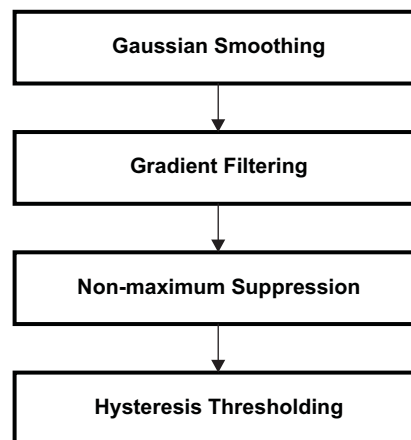 Gaussian Smoothing
Gradient Filtering
Non-maximum Suppression
Hysteresis Thresholding